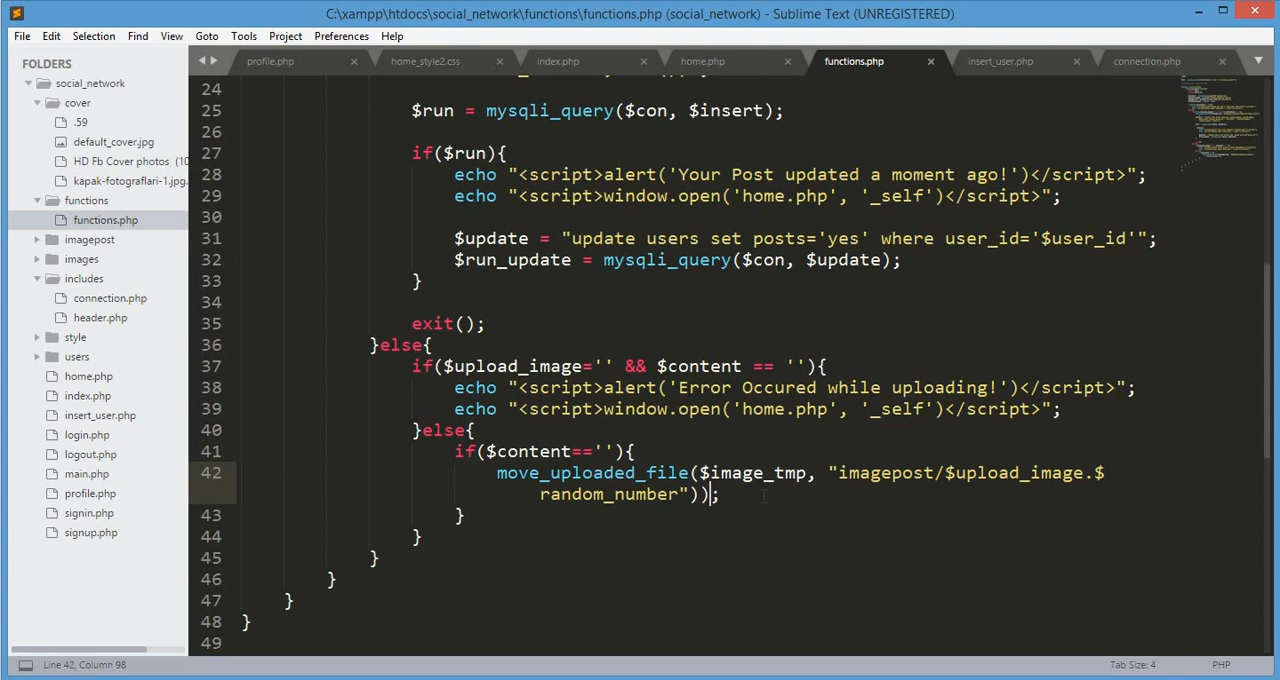 C:\xampp\htdocs\social_network\functions\functions.php (social_network) - Sublime Text (UNREGISTERED)
File Edit Selection Find View Goto Tools Project Preferences Help
FOLDERS
social_network
cover
.59
default_cover.jpg
HD Fb Cover photos (10
kapak-fotograflari-1.jpg.
functions
functions.php
imagepost
images
includes
connection.php
header.php
style
users
home.php
index.php
insert_user.php
login.php
logout.php
main.php
profile.php
signin.php
signup.php
profile.php home_style2.css index.php home.php functions.php insert_user.php connection.php
24
25 $run = mysqli_query($con, $insert);
26
27 if($run){
28 echo "<script>alert('Your Post updated a moment ago!')</script>";
29 echo "<script>window.open('home.php', '_self')</script>";
30
31 $update = "update users set posts='yes' where user_id='$user_id'";
32 $run_update = mysqli_query($con, $update);
33 }
34
35 exit();
36 }else{
37 if($upload_image='' && $content == ''){
38 echo "<script>alert('Error Occured while uploading!')</script>";
39 echo "<script>window.open('home.php', '_self')</script>";
40 }else{
41 if($content==''){
42 move_uploaded_file($image_tmp, "imagepost/$upload_image.$
random_number"));
43 }
44 }
45 }
46 }
47 }
48 }
49
Line 42, Column 98 Tab Size: 4 PHP